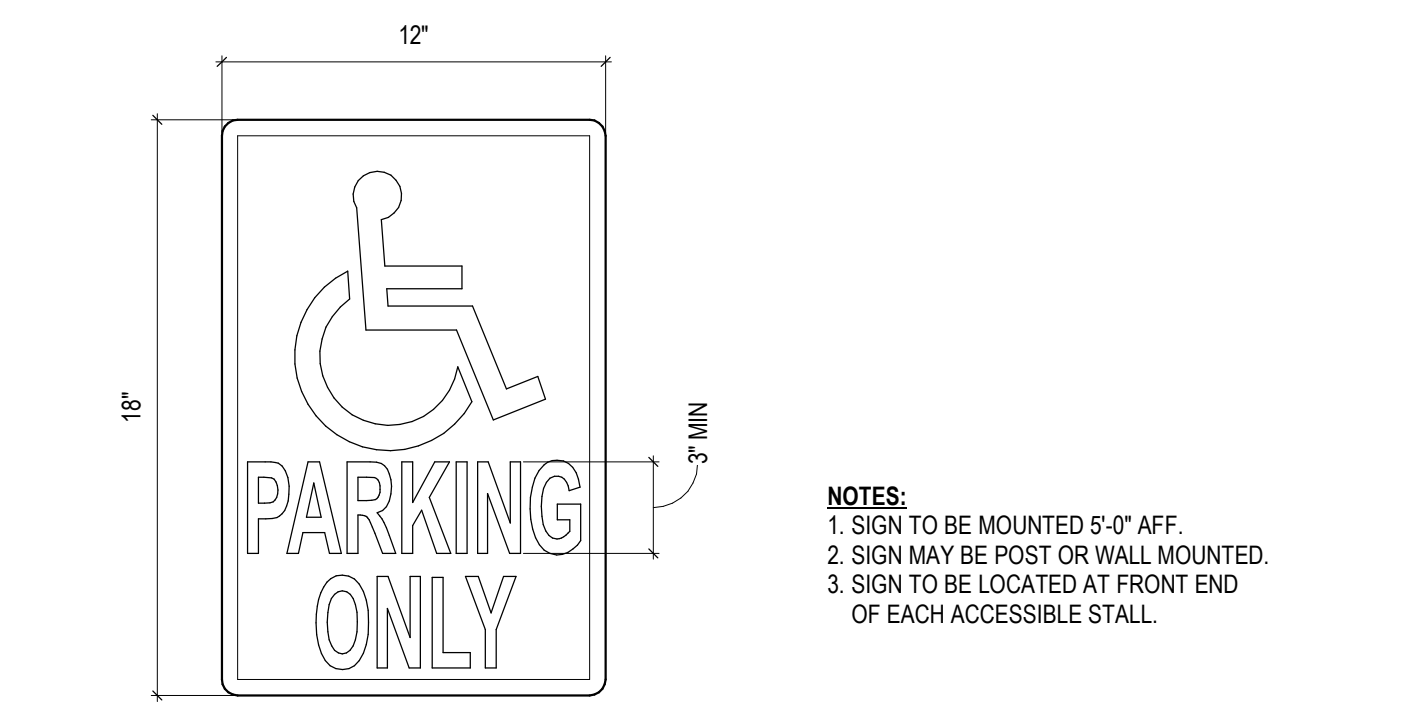 12"
18"
3" MIN
PARKING
ONLY
NOTES:
1. SIGN TO BE MOUNTED 5'-0" AFF.
2. SIGN MAY BE POST OR WALL MOUNTED.
3. SIGN TO BE LOCATED AT FRONT END
OF EACH ACCESSIBLE STALL.